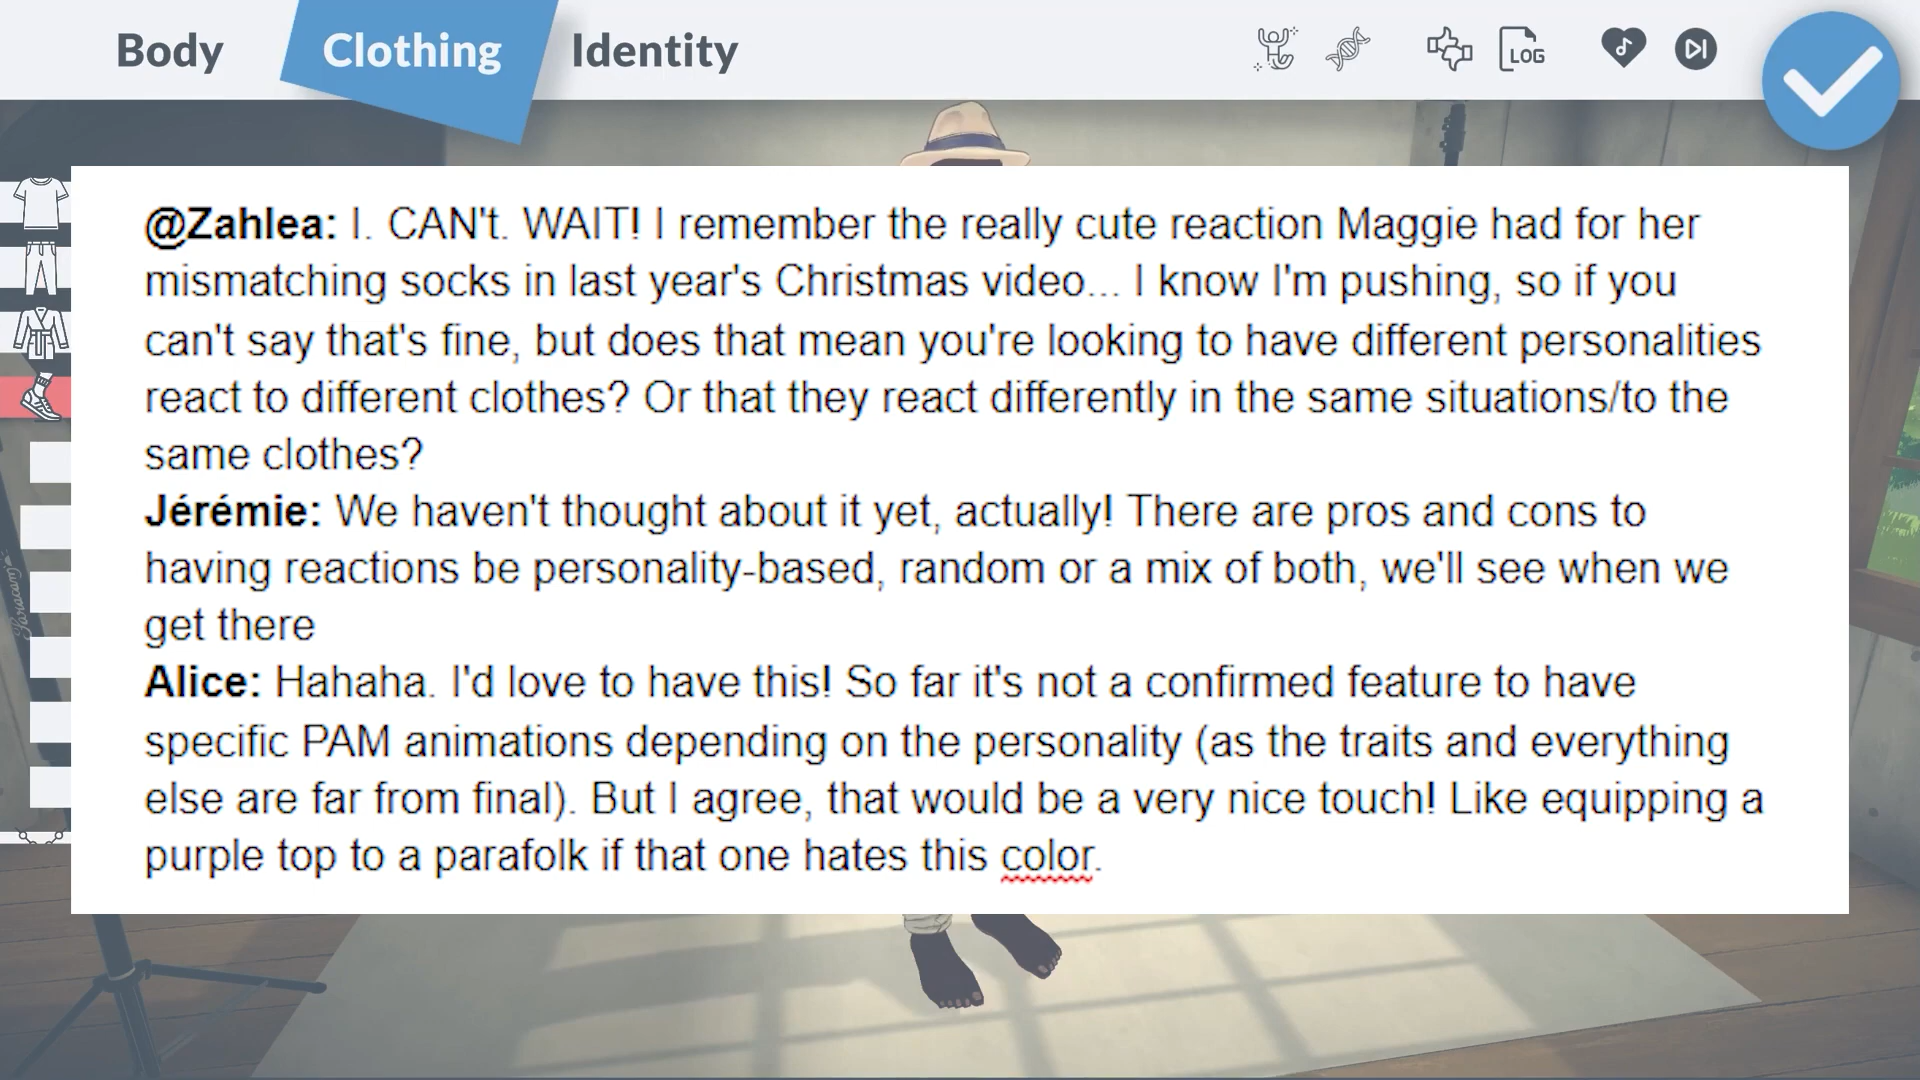 Body Clothing Identity
LOG
@Zahlea: I. CAN't. WAIT! I remember the really cute reaction Maggie had for her
mismatching socks in last year's Christmas video... I know I'm pushing, so if you
can't say that's fine, but does that mean you're looking to have different personalities
react to different clothes? Or that they react differently in the same situations/to the
same clothes?
Jérémie: We haven't thought about it yet, actually! There are pros and cons to
having reactions be personality-based, random or a mix of both, we'll see when we
get there
Alice: Hahaha. I'd love to have this! So far it's not a confirmed feature to have
specific PAM animations depending on the personality (as the traits and everything
else are far from final). But I agree, that would be a very nice touch! Like equipping a
purple top to a parafolk if that one hates this color.